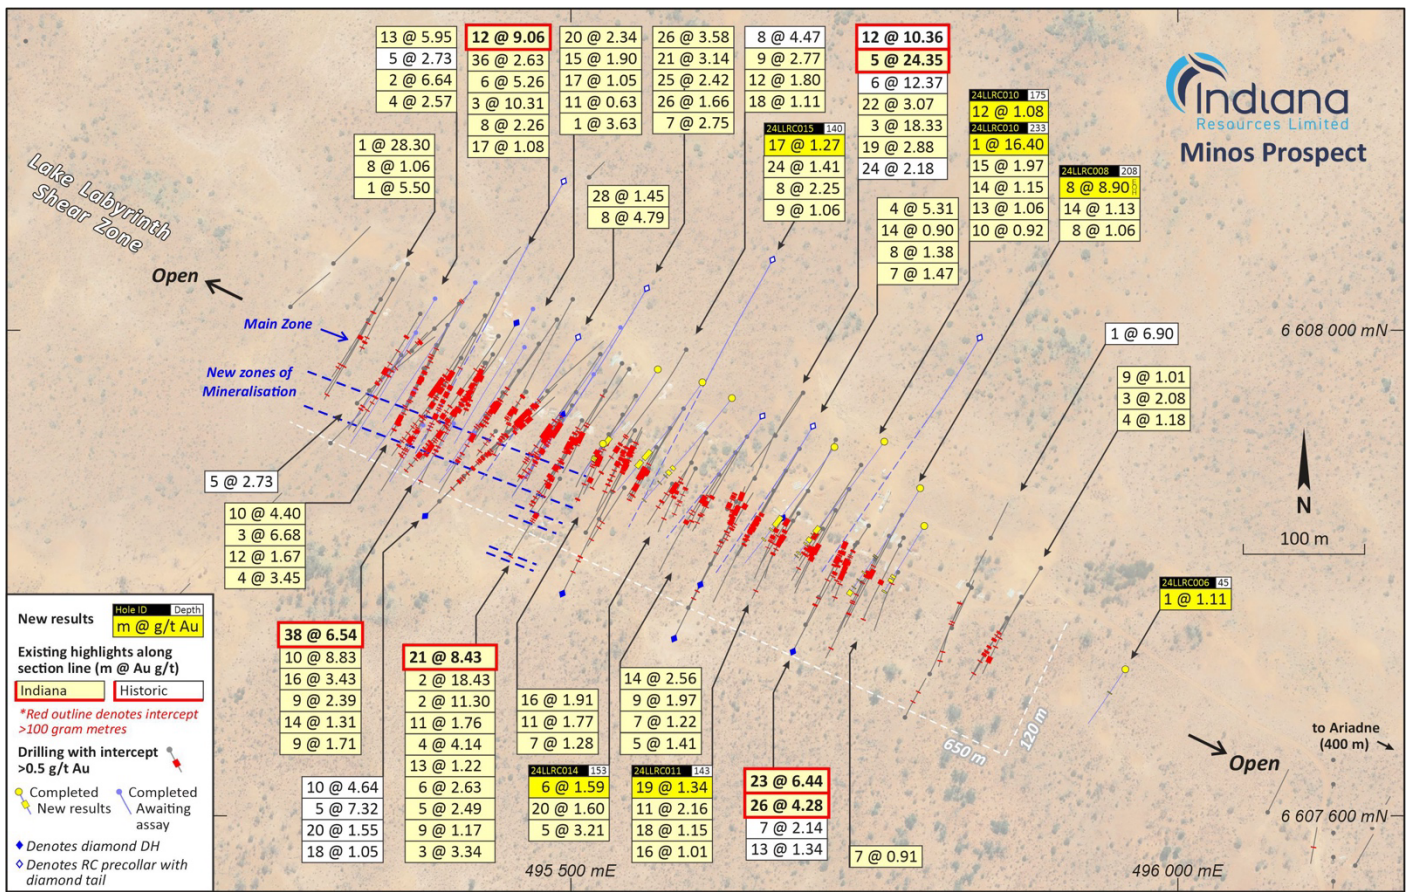 13 @ 5.95
5 @ 2.73
2 @ 6.64
4 @ 2.57
12 @ 9.06
36 @ 2.63
6 @ 5.26
3 @ 10.31
8 @ 2.26
17 @ 1.08
20 @ 2.34
15 @ 1.90
17 @ 1.05
11 @ 0.63
1 @ 3.63
26 @ 3.58
21 @ 3.14
25 @ 2.42
26 @ 1.66
7 @ 2.75
8 @ 4.47
9 @ 2.77
12 @ 1.80
18 @ 1.11
24LLRC015 140
17 @ 1.27
24 @ 1.41
8 @ 2.25
9 @ 1.06
12 @ 10.36
5 @ 24.35
6 @ 12.37
22 @ 3.07
3 @ 18.33
19 @ 2.88
24 @ 2.18
24LLRC010 175
12 @ 1.08
24LLRC010 233
1 @ 16.40
15 @ 1.97
14 @ 1.15
13 @ 1.06
10 @ 0.92
24LLRC008 208
8 @ 8.90
14 @ 1.13
8 @ 1.06
Indiana
Resources Limited
Minos Prospect
1 @ 28.30
8 @ 1.06
1 @ 5.50
28 @ 1.45
8 @ 4.79
4 @ 5.31
14 @ 0.90
8 @ 1.38
7 @ 1.47
Lake Labyrinth
Shear Zone
Open
Main Zone
New zones of
Mineralisation
1 @ 6.90
6 608 000 mN
9 @ 1.01
3 @ 2.08
4 @ 1.18
5 @ 2.73
10 @ 4.40
3 @ 6.68
12 @ 1.67
4 @ 3.45
N
100 m
24LLRC006 45
1 @ 1.11
38 @ 6.54
10 @ 8.83
16 @ 3.43
9 @ 2.39
14 @ 1.31
9 @ 1.71
10 @ 4.64
5 @ 7.32
20 @ 1.55
18 @ 1.05
21 @ 8.43
2 @ 18.43
2 @ 11.30
11 @ 1.76
4 @ 4.14
13 @ 1.22
6 @ 2.63
5 @ 2.49
9 @ 1.17
3 @ 3.34
16 @ 1.91
11 @ 1.77
7 @ 1.28
24LLRC014 153
6 @ 1.59
20 @ 1.60
5 @ 3.21
14 @ 2.56
9 @ 1.97
7 @ 1.22
5 @ 1.41
24LLRC011 143
19 @ 1.34
11 @ 2.16
18 @ 1.15
16 @ 1.01
23 @ 6.44
26 @ 4.28
7 @ 2.14
13 @ 1.34
7 @ 0.91
650 m
120 m
Open
to Ariadne
(400 m)
6 607 600 mN
495 500 mE
496 000 mE
New results
Hole ID Depth
m @ g/t Au
Existing highlights along
section line (m @ Au g/t)
Indiana
Historic
*Red outline denotes intercept
>100 gram metres
Drilling with intercept
>0.5 g/t Au
Completed
New results
Completed
Awaiting
assay
Denotes diamond DH
Denotes RC precollar with
diamond tail